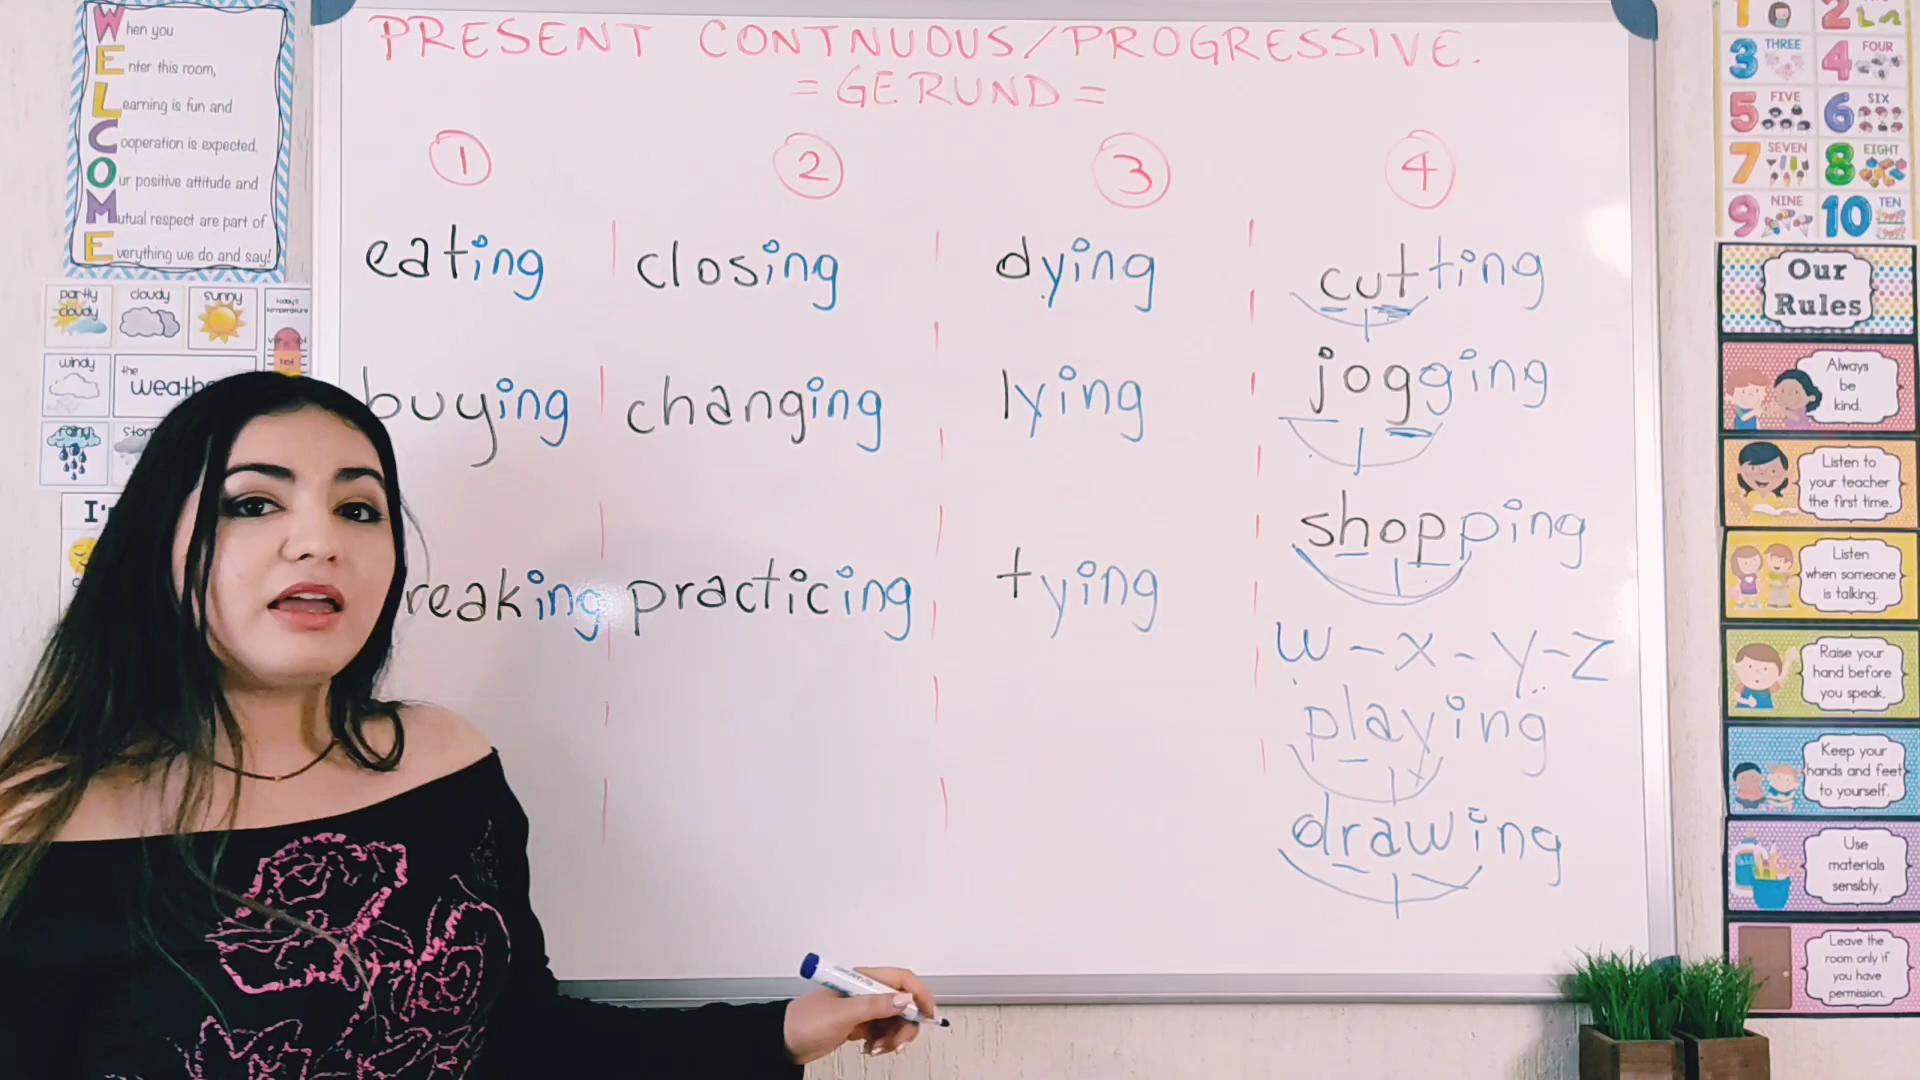 When you
Enter this room,
Learning is fun and
Cooperation is expected.
Our positive attitude and
Mutual respect are part of
Everything we do and say!
partly cloudy
cloudy
sunny
today's temperature
hot
windy
the
rainy
PRESENT CONTNUOUS/PROGRESSIVE.
=GERUND=
1 2 3 4
eating closing dying cutting
buying changing lying jogging
reaking practicing tying shopping
W-X-Y-Z
playing
drawing
1 2
3 THREE 4 FOUR
5 FIVE 6 SIX
7 SEVEN 8 EIGHT
9 NINE 10 TEN
Our
Rules
Always
be
kind.
Listen to
your teacher
the first time.
Listen
when someone
is talking.
Raise your
hand before
you speak.
Keep your
hands and feet
to yourself.
Use
materials
sensibly.
Leave the
room only if
you have
permission.